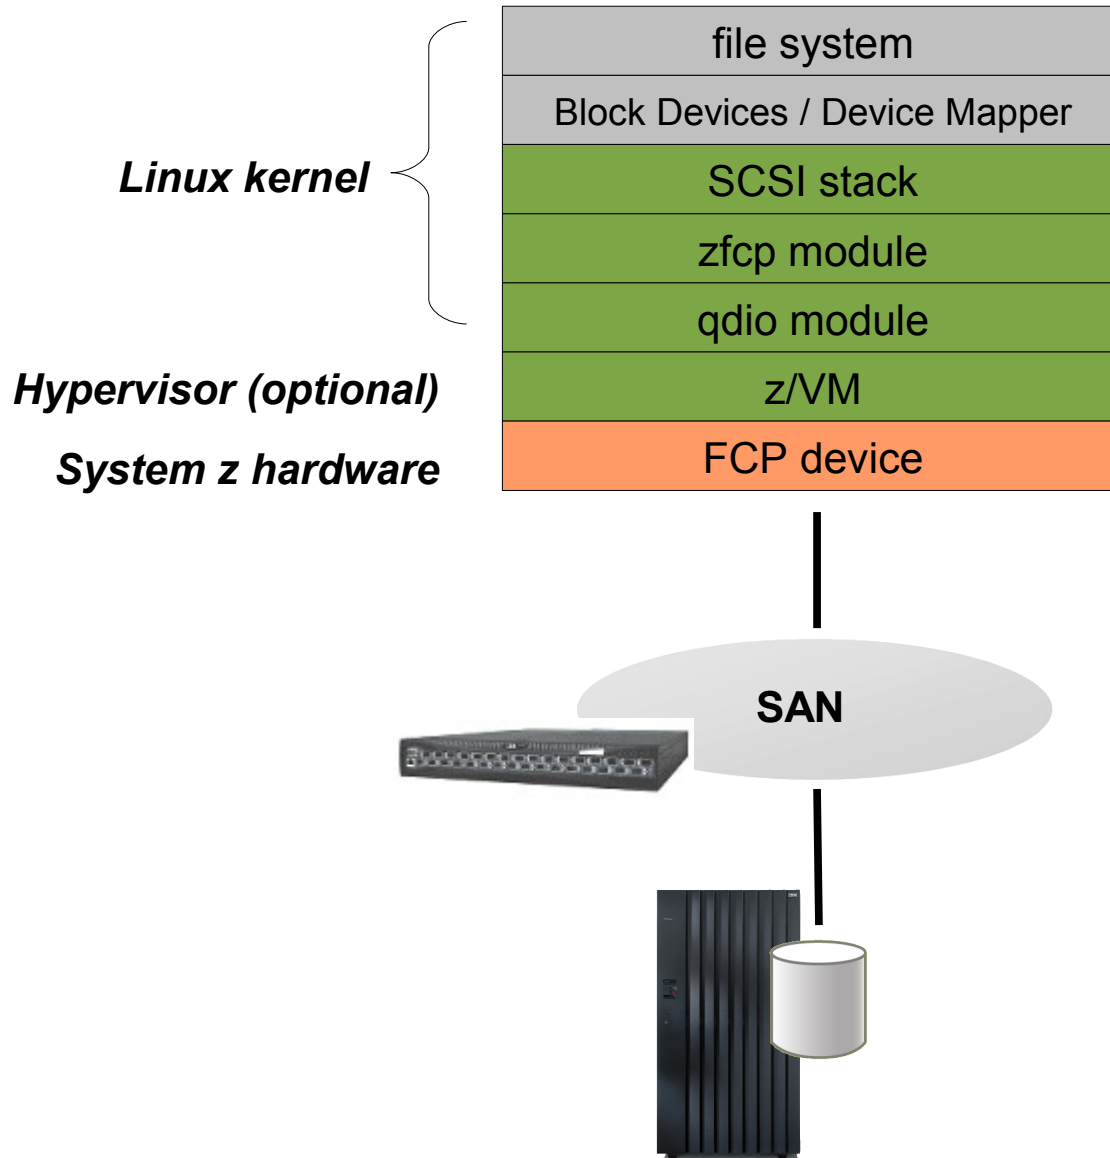 file system
Block Devices / Device Mapper
Linux kernel
SCSI stack
zfcp module
qdio module
Hypervisor (optional)
z/VM
System z hardware
FCP device
SAN